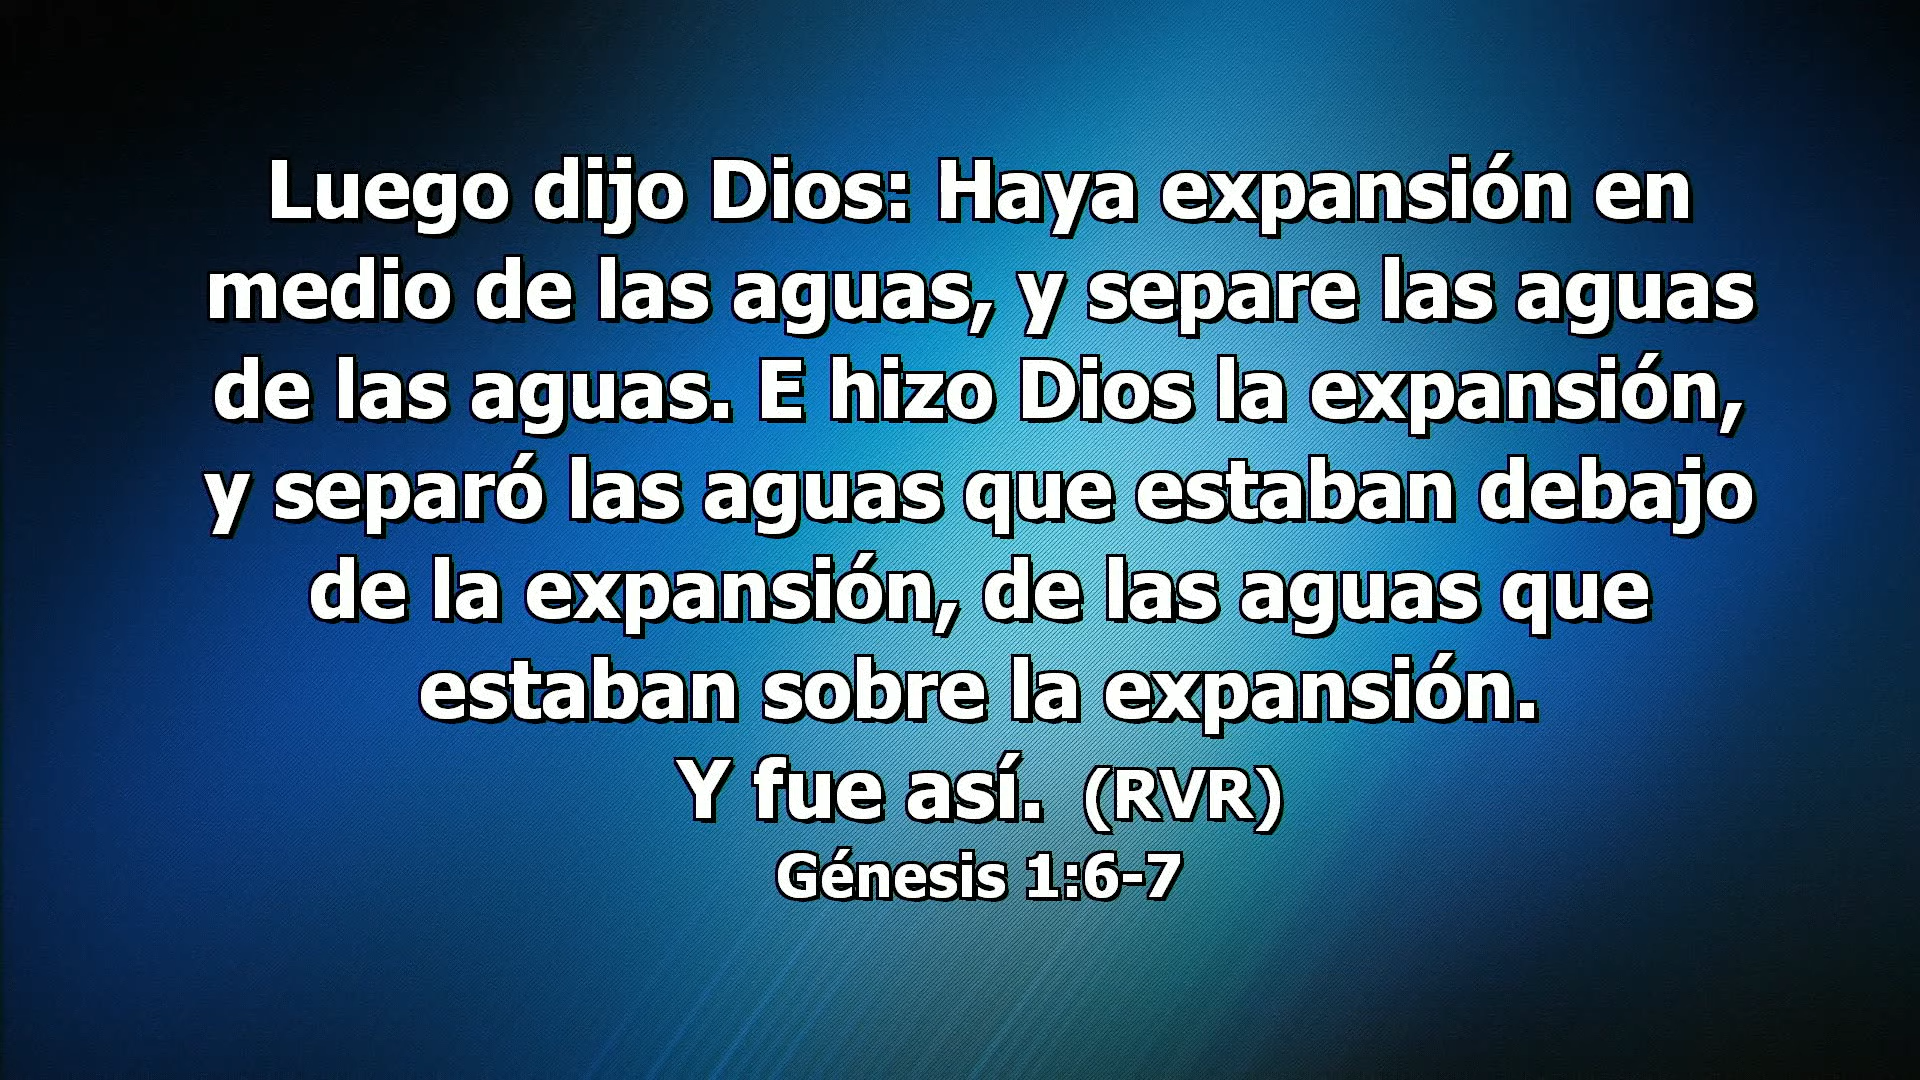 Luego dijo Dios: Haya expansión en
medio de las aguas, y separe las aguas
de las aguas. E hizo Dios la expansión,
y separó las aguas que estaban debajo
de la expansión, de las aguas que
estaban sobre la expansión.
Y fue así. (RVR)
Génesis 1:6-7